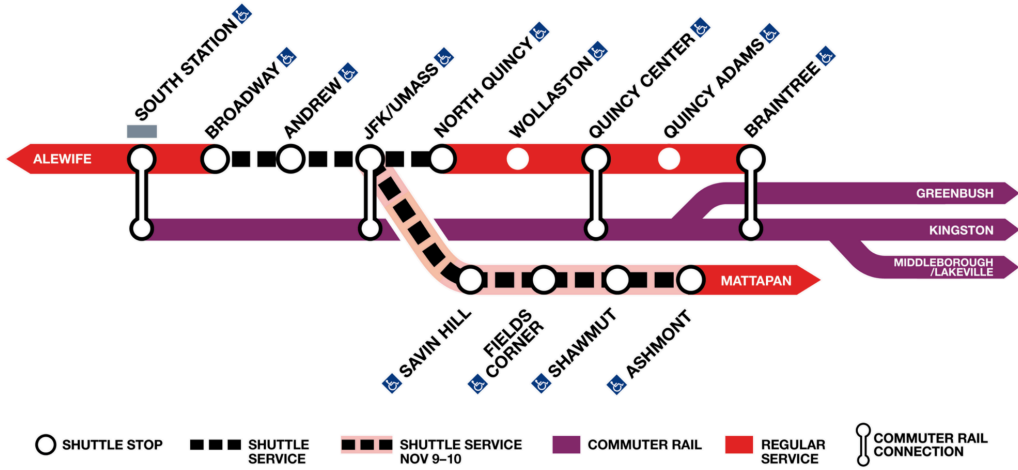 SOUTH STATION
BROADWAY
ANDREW
JFK/UMASS
NORTH QUINCY
WOLLASTON
QUINCY CENTER
QUINCY ADAMS
BRAINTREE
ALEWIFE
GREENBUSH
KINGSTON
MIDDLEBOROUGH
/LAKEVILLE
MATTAPAN
SAVIN HILL
FIELDS
CORNER
SHAWMUT
ASHMONT
SHUTTLE STOP
SHUTTLE
SERVICE
SHUTTLE SERVICE
NOV 9–10
COMMUTER RAIL
REGULAR
SERVICE
COMMUTER RAIL
CONNECTION